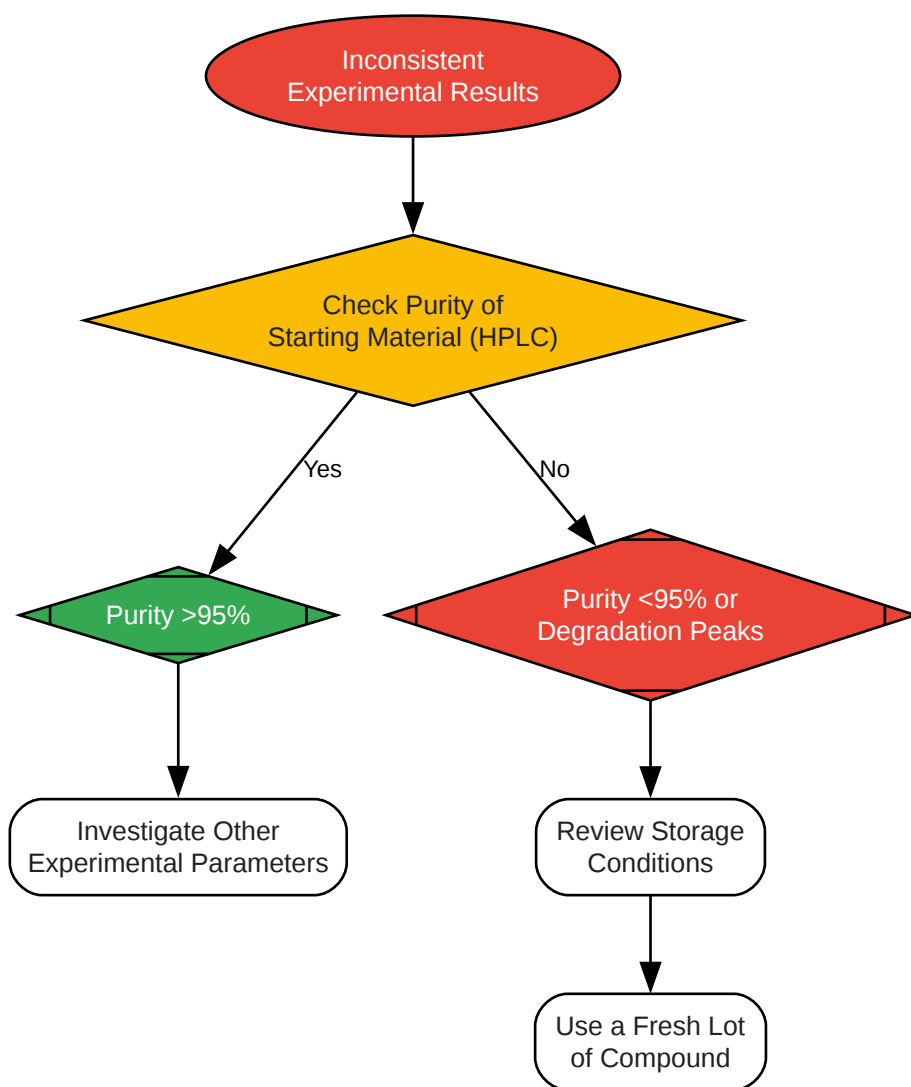 Inconsistent
Experimental Results
Check Purity of
Starting Material (HPLC)
Yes
No
Purity >95%
Purity <95% or
Degradation Peaks
Investigate Other
Experimental Parameters
Review Storage
Conditions
Use a Fresh Lot
of Compound